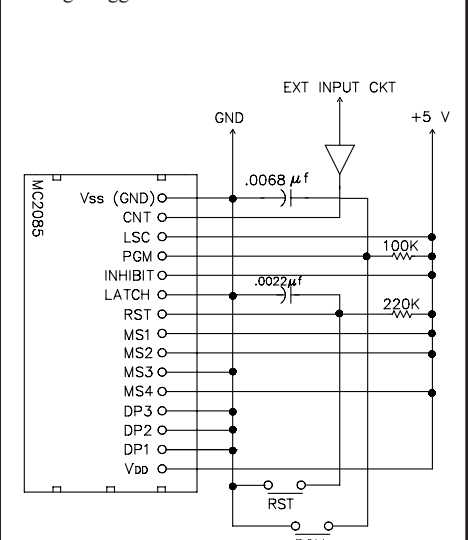 EXT INPUT CKT
GND
+5 V
.0068 µf
MC2085
Vss (GND)
CNT
LSC
PGM
100K
INHIBIT
.0022µf
LATCH
RST
220K
MS1
MS2
MS3
MS4
DP3
DP2
DP1
VDD
RST